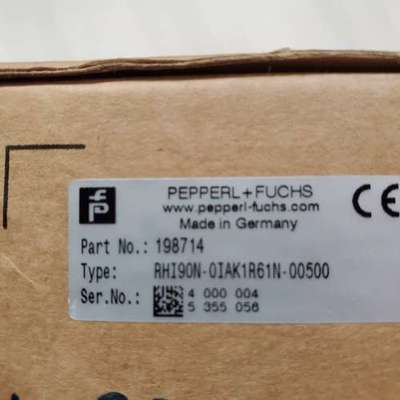 PEPPERL+FUCHS
www.pepperl-fuchs.com
Made in Germany
CE
Part No.: 198714
Type: RHI90N-0IAK1R61N-00500
Ser.No.: 4 000 004
5 355 058